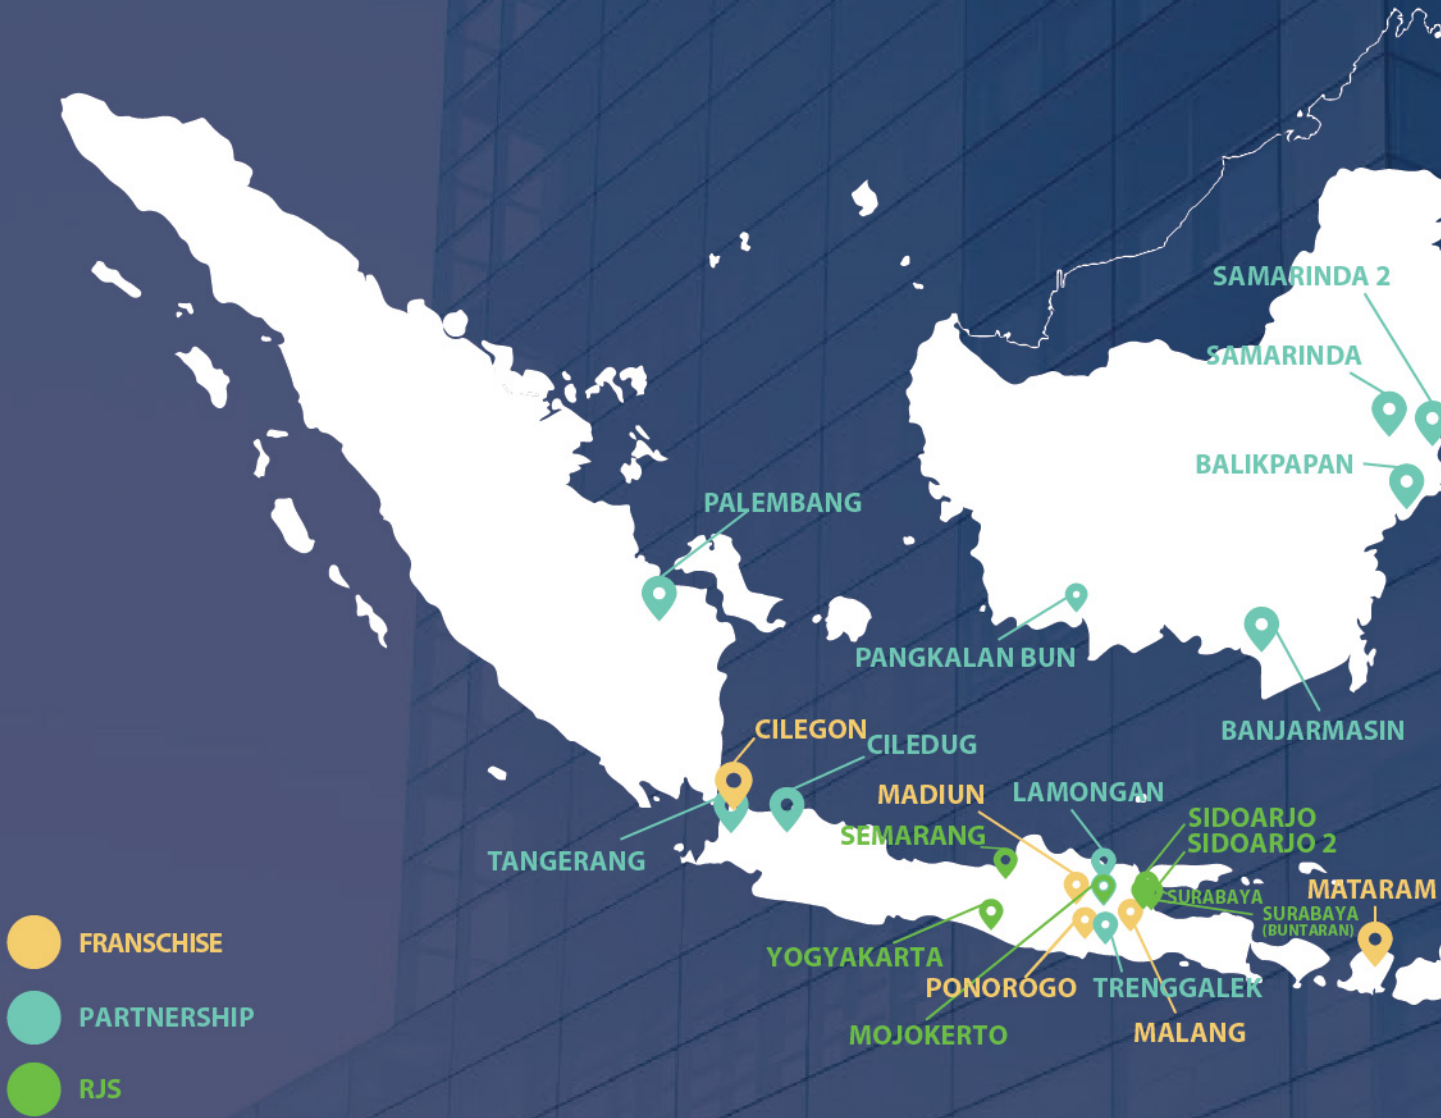 SAMARINDA 2
SAMARINDA
BALIKPAPAN
PALEMBANG
PANGKALAN BUN
BANJARMASIN
CILEGON
CILEDUG
MADIUN
LAMONGAN
SEMARANG
SIDOARJO
SIDOARJO 2
TANGERANG
MATARAM
SURABAYA
SURABAYA
(BUNTARAN)
FRANSCHISE
YOGYAKARTA
PONOROGO
TRENGGALEK
PARTNERSHIP
MOJOKERTO
MALANG
RJS